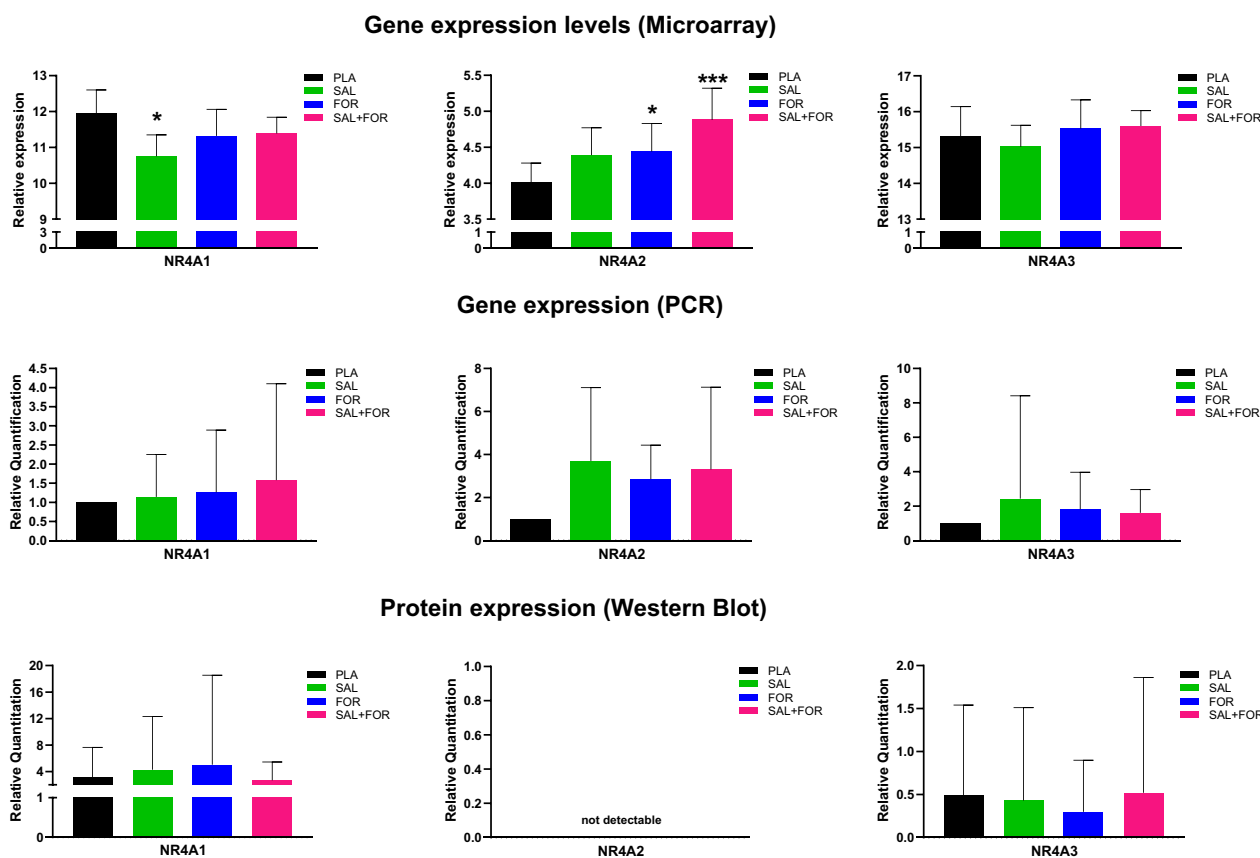 Gene expression levels (Microarray)
Relative expression
13
12
11
10
9
3
0
*
NR4A1
PLA
SAL
FOR
SAL+FOR
Relative expression
5.5
5.0
4.5
4.0
3.5
1
0
*
***
NR4A2
PLA
SAL
FOR
SAL+FOR
Relative expression
17
16
15
14
13
1
0
NR4A3
PLA
SAL
FOR
SAL+FOR
Gene expression (PCR)
Relative Quantification
4.5
4.0
3.5
3.0
2.5
2.0
1.5
1.0
0.5
0.0
NR4A1
PLA
SAL
FOR
SAL+FOR
Relative Quantification
8
6
4
2
0
NR4A2
PLA
SAL
FOR
SAL+FOR
Relative Quantification
10
8
6
4
2
0
NR4A3
PLA
SAL
FOR
SAL+FOR
Protein expression (Western Blot)
Relative Quantitation
20
16
12
8
4
1
0
NR4A1
PLA
SAL
FOR
SAL+FOR
Relative Quantitation
1.0
0.8
0.6
0.4
0.2
0.0
not detectable
NR4A2
PLA
SAL
FOR
SAL+FOR
Relative Quantitation
2.0
1.5
1.0
0.5
0.0
NR4A3
PLA
SAL
FOR
SAL+FOR